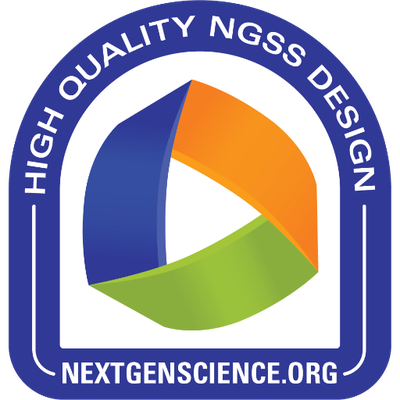 HIGH QUALITY NGSS DESIGN
NEXTGENSCIENCE.ORG